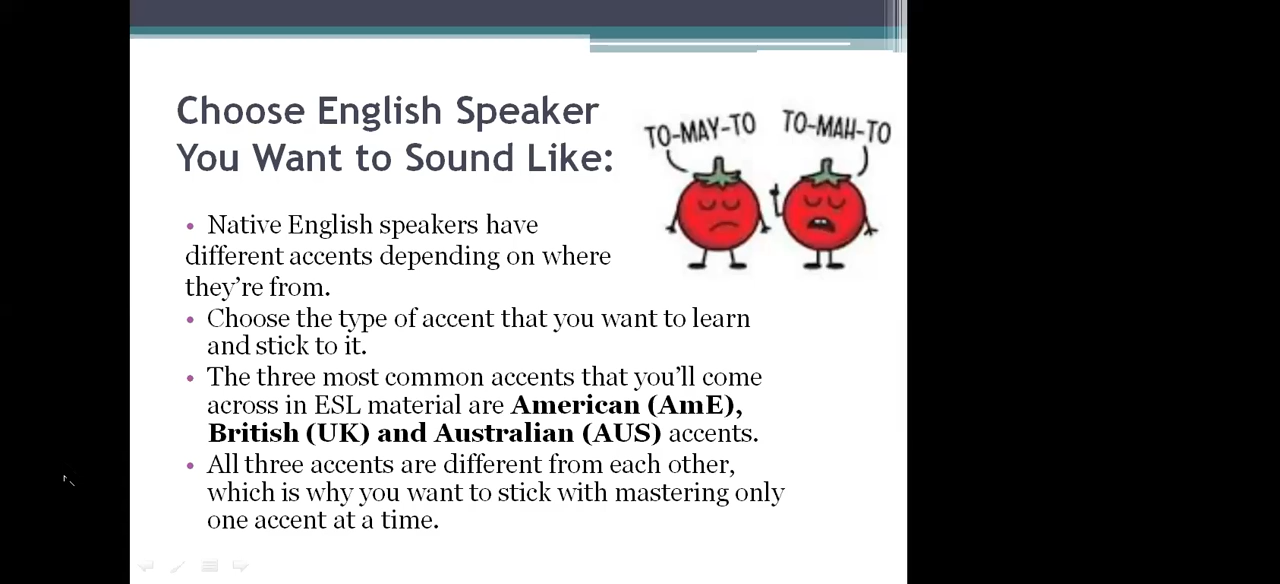 Choose English Speaker
You Want to Sound Like:
TO-MAY-TO
TO-MAH-TO
• Native English speakers have
different accents depending on where
they're from.
• Choose the type of accent that you want to learn
and stick to it.
• The three most common accents that you'll come
across in ESL material are American (AmE),
British (UK) and Australian (AUS) accents.
• All three accents are different from each other,
which is why you want to stick with mastering only
one accent at a time.